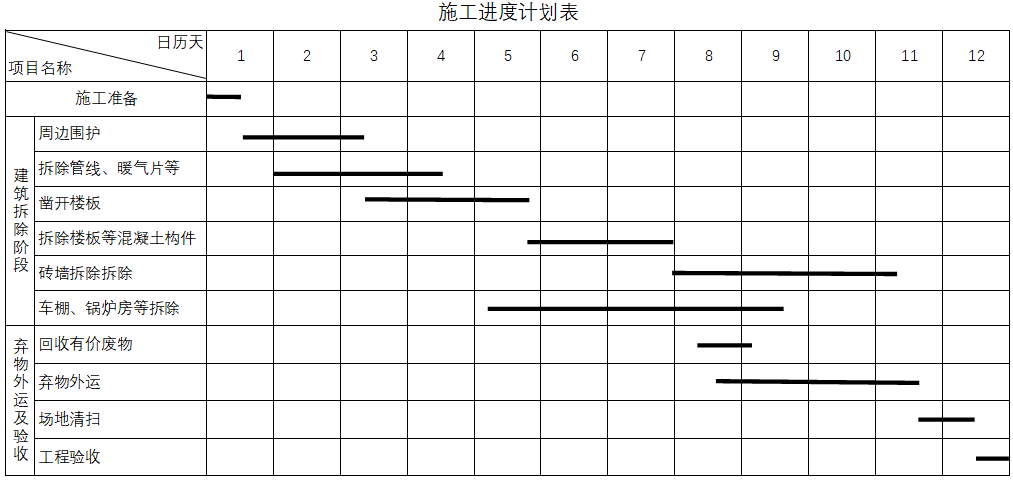 施工进度计划表
日历天
项目名称
1 2 3 4 5 6 7 8 9 10 11 12
施工准备
建筑拆除阶段
周边围护
拆除管线、暖气片等
凿开楼板
拆除楼板等混凝土构件
砖墙拆除拆除
车棚、锅炉房等拆除
弃物外运及验收
回收有价废物
弃物外运
场地清扫
工程验收